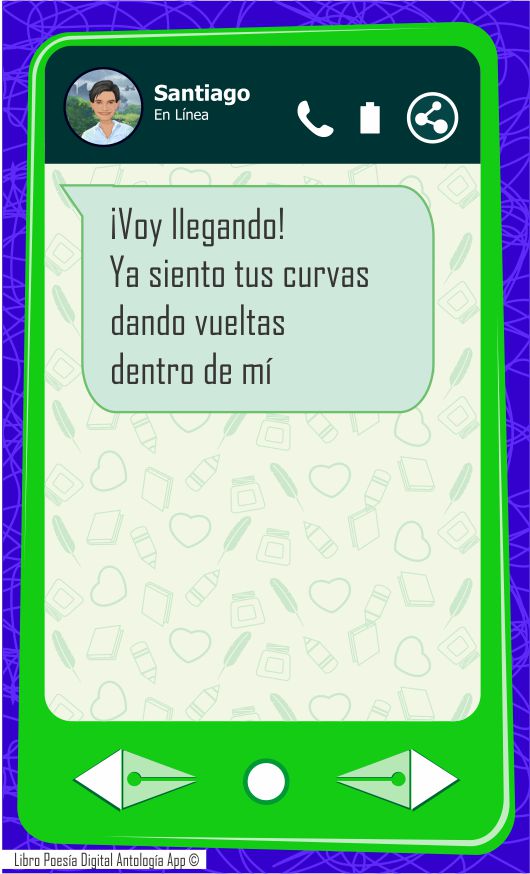 Santiago
En Línea
¡Voy llegando!
Ya siento tus curvas
dando vueltas
dentro de mí
Libro Poesía Digital Antología App ©